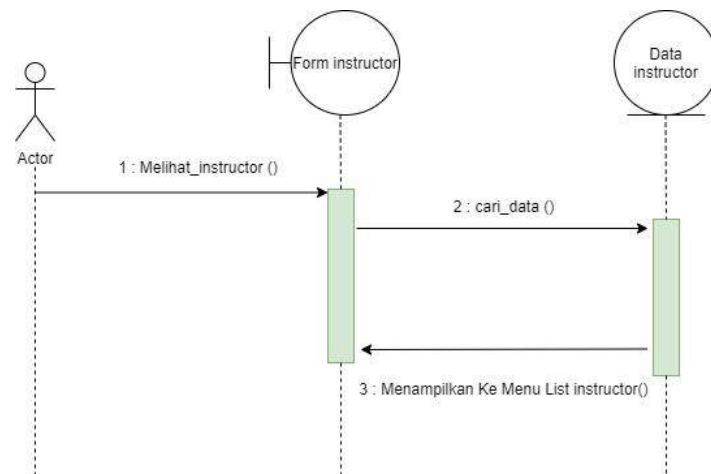 Form instructor
Data
instructor
Actor
1 : Melihat_instructor ()
2 : cari_data ()
3 : Menampilkan Ke Menu List instructor()